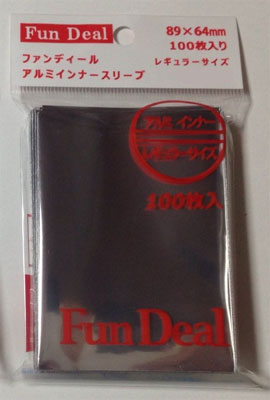 Fun Deal
89×64mm
100枚入り
ファンディール
レギュラーサイズ
アルミインナースリーブ
アルミ インナー
レギュラーサイズ
100枚入
Fun Deal